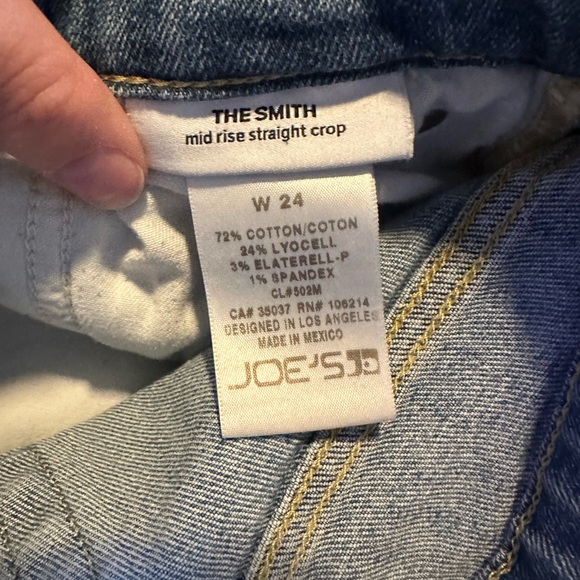 THE SMITH
mid rise straight crop
W 24
72% COTTON/COTON
24% LYOCELL
3% ELATERELL-P
1% SPANDEX
CL#502M
CA# 35037 RN# 106214
DESIGNED IN LOS ANGELES
MADE IN MEXICO
JOE'S